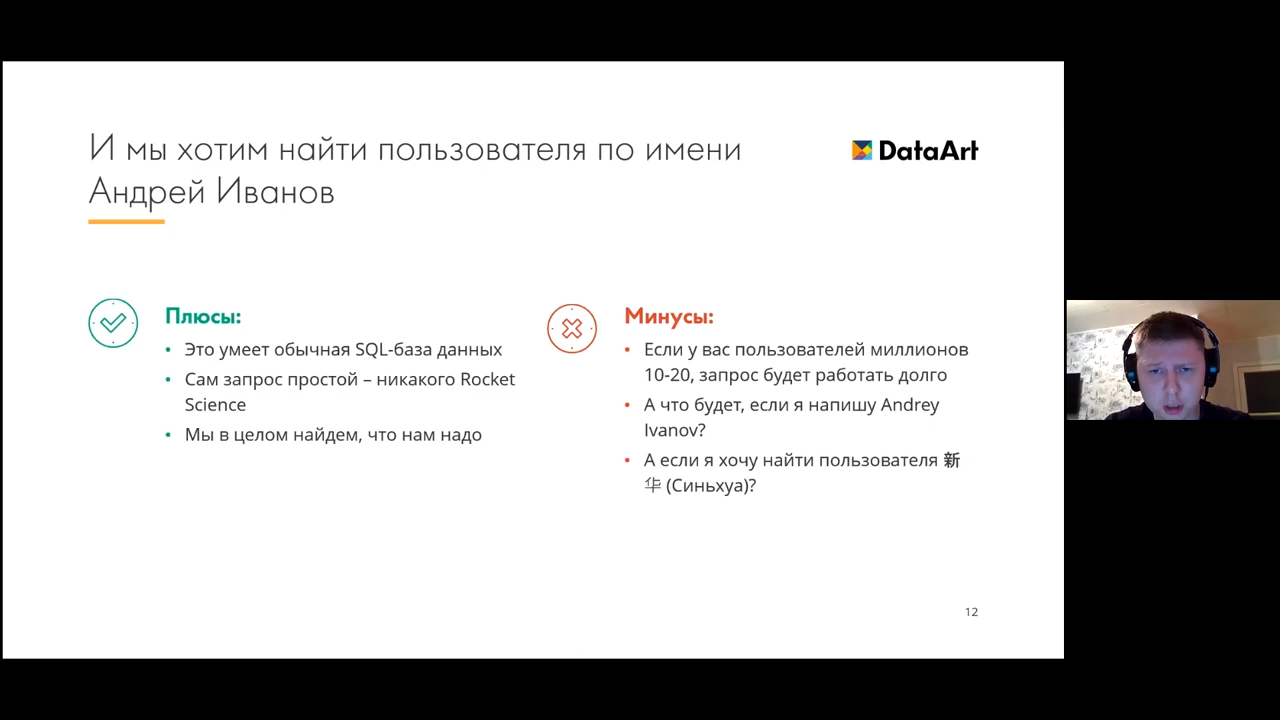 И мы хотим найти пользователя по имени
Андрей Иванов
DataArt
Плюсы:
• Это умеет обычная SQL-база данных
• Сам запрос простой – никакого Rocket
Science
• Мы в целом найдем, что нам надо
Минусы:
• Если у вас пользователей миллионов
10-20, запрос будет работать долго
• А что будет, если я напишу Andrey
Ivanov?
• А если я хочу найти пользователя 新
华 (Синьхуа)?
12